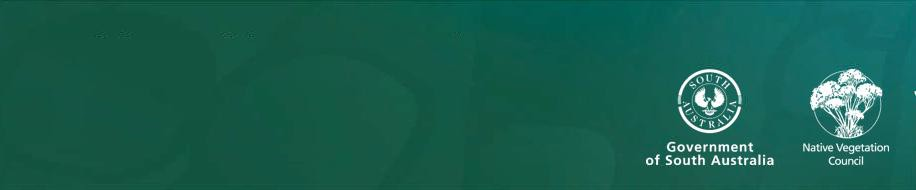 SOUTH
AUSTRALIA
Government
of South Australia
Native Vegetation
Council